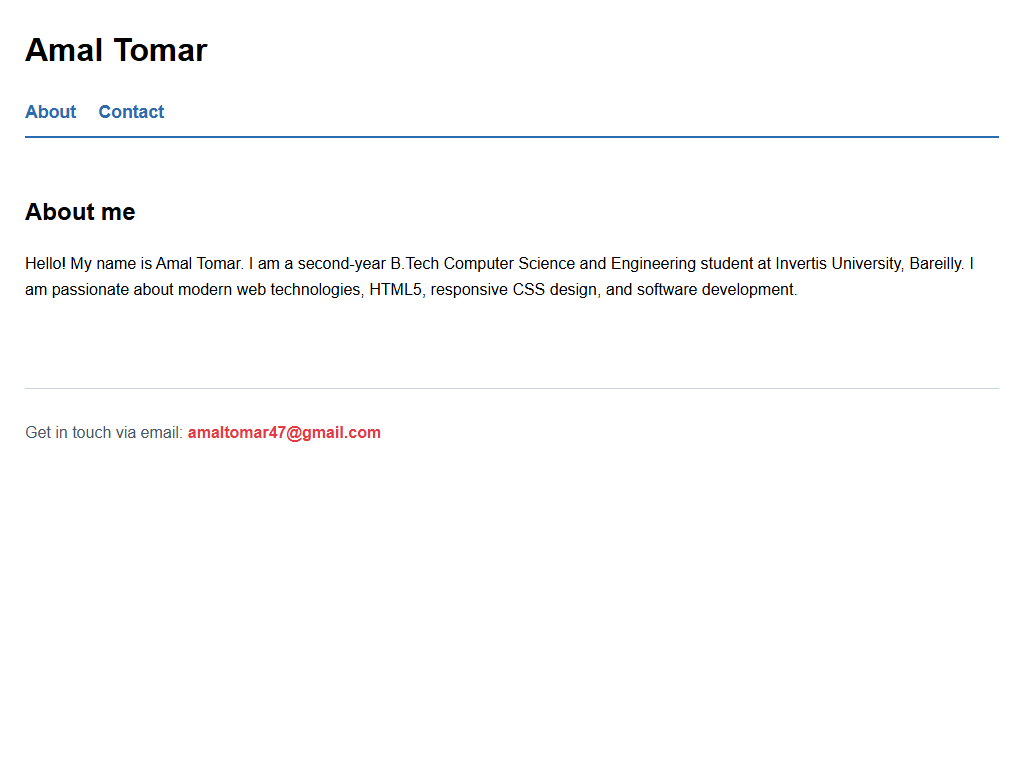 Amal Tomar
About Contact
About me
Hello! My name is Amal Tomar. I am a second-year B.Tech Computer Science and Engineering student at Invertis University, Bareilly. I
am passionate about modern web technologies, HTML5, responsive CSS design, and software development.
Get in touch via email: amaltomar47@gmail.com